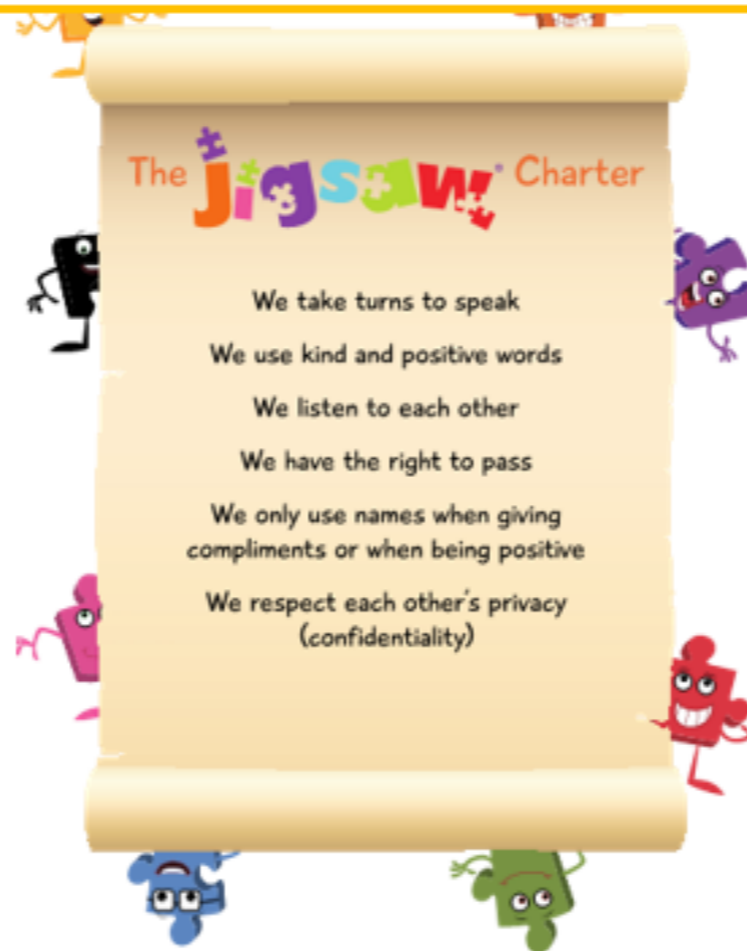 The jigsaw Charter
We take turns to speak
We use kind and positive words
We listen to each other
We have the right to pass
We only use names when giving
compliments or when being positive
We respect each other's privacy
(confidentiality)